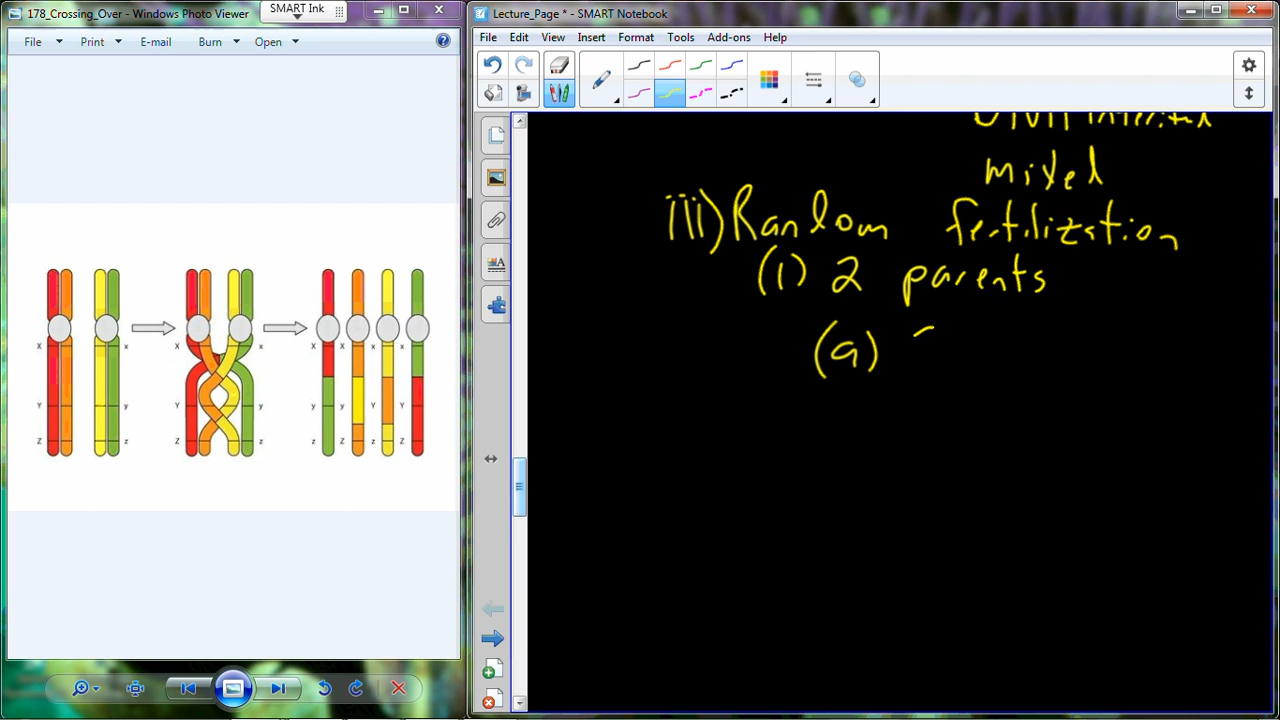 178_Crossing_Over - Windows Photo Viewer
SMART Ink
File Print E-mail Burn Open
X x X x
Y y Y y y y Y Y
Z z Z z z Z z Z
Lecture_Page * - SMART Notebook
File Edit View Insert Format Tools Add-ons Help
mixed
iii) Random fertilization
(1) 2 parents
(a)